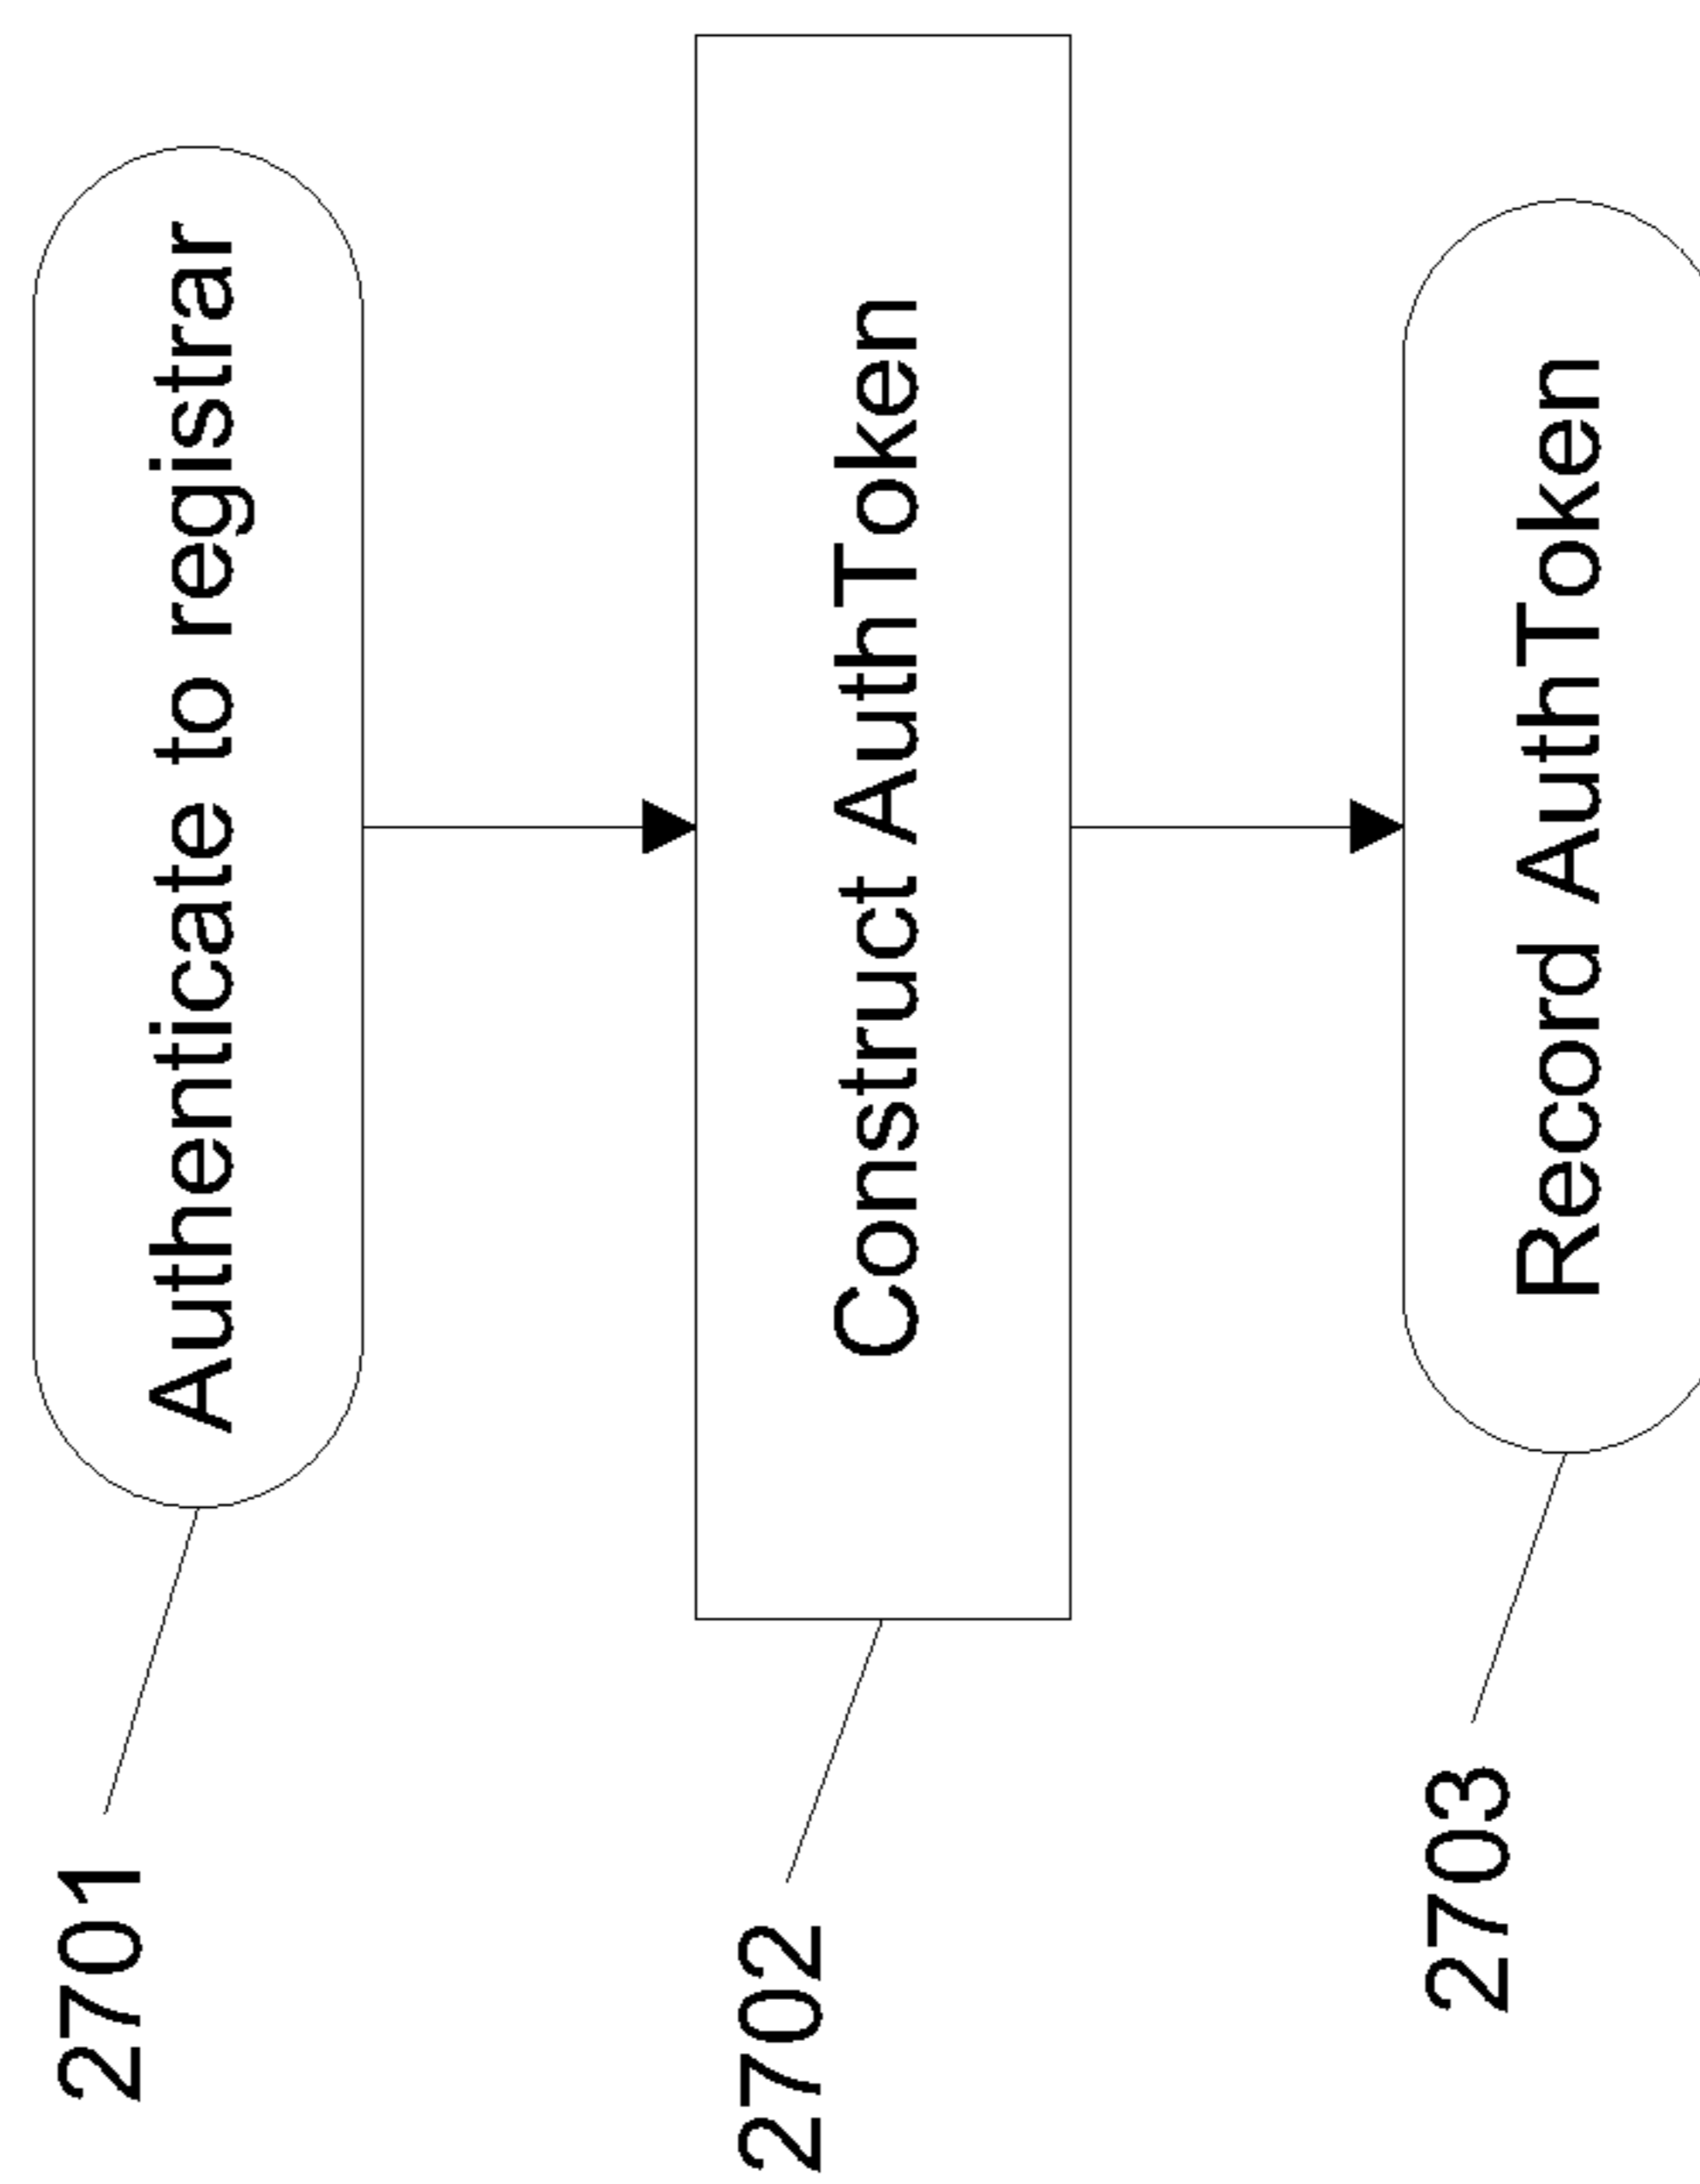 2701
Authenticate to registrar
2702
Construct AuthToken
2703
Record AuthToken